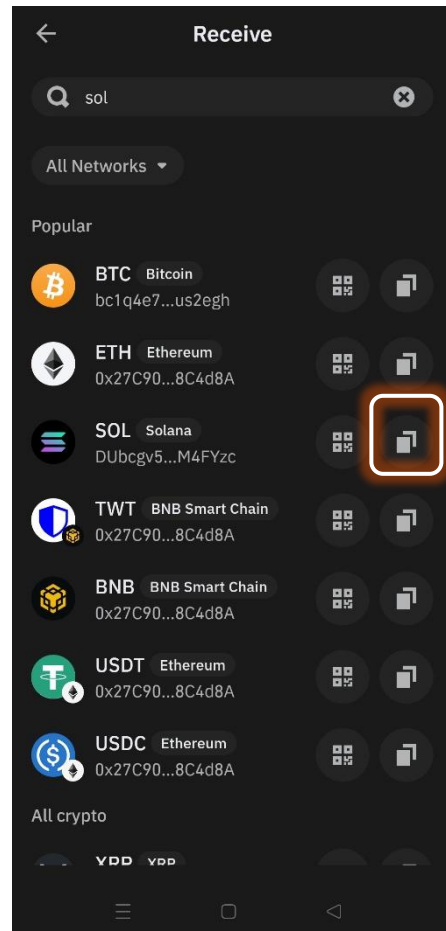 Receive
sol
All Networks
Popular
BTC Bitcoin
bc1q4e7...us2egh
ETH Ethereum
0x27C90...8C4d8A
SOL Solana
DUbcgv5...M4FYzc
TWT BNB Smart Chain
0x27C90...8C4d8A
BNB BNB Smart Chain
0x27C90...8C4d8A
USDT Ethereum
0x27C90...8C4d8A
USDC Ethereum
0x27C90...8C4d8A
All crypto
XRP XRP